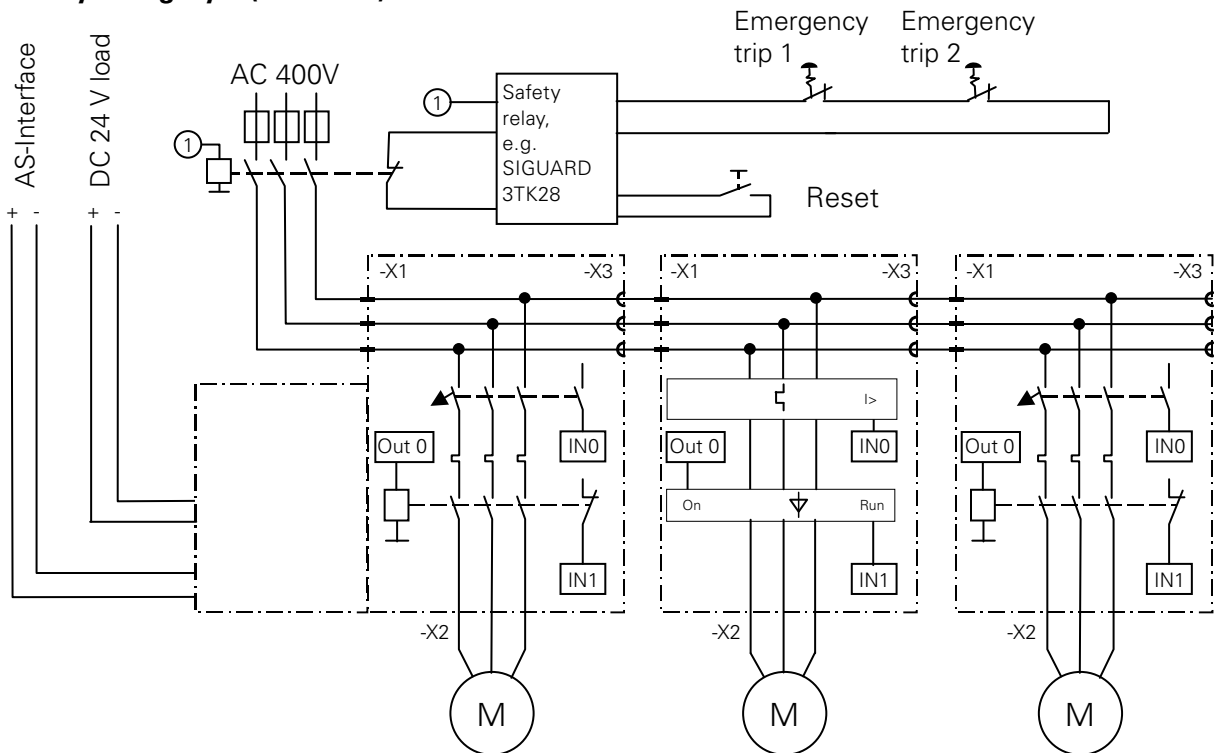 Emergency
trip 1
Emergency
trip 2
AS-Interface
DC 24 V load
AC 400V
1
Safety
relay,
e.g.
SIGUARD
3TK28
1
Reset
+ - + -
-X1 -X3 -X1 -X3 -X1 -X3
I>
Out 0 IN0 Out 0 IN0 Out 0 IN0
On Run
IN1 IN1 IN1
-X2 -X2 -X2
M M M